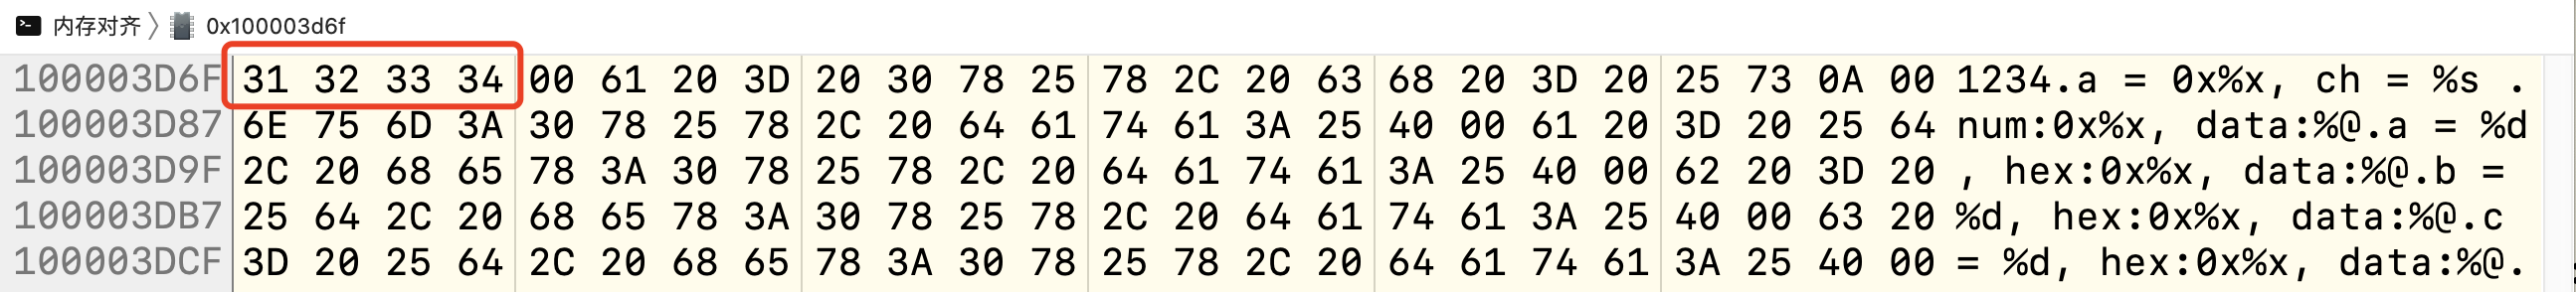 内存对齐 〉 0x100003d6f
100003D6F 31 32 33 34 00 61 20 3D 20 30 78 25 78 2C 20 63 68 20 3D 20 25 73 0A 00 1234.a = 0x%x, ch = %s .
100003D87 6E 75 6D 3A 30 78 25 78 2C 20 64 61 74 61 3A 25 40 00 61 20 3D 20 25 64 num:0x%x, data:%@.a = %d
100003D9F 2C 20 68 65 78 3A 30 78 25 78 2C 20 64 61 74 61 3A 25 40 00 62 20 3D 20 , hex:0x%x, data:%@.b =
100003DB7 25 64 2C 20 68 65 78 3A 30 78 25 78 2C 20 64 61 74 61 3A 25 40 00 63 20 %d, hex:0x%x, data:%@.c
100003DCF 3D 20 25 64 2C 20 68 65 78 3A 30 78 25 78 2C 20 64 61 74 61 3A 25 40 00 = %d, hex:0x%x, data:%@.